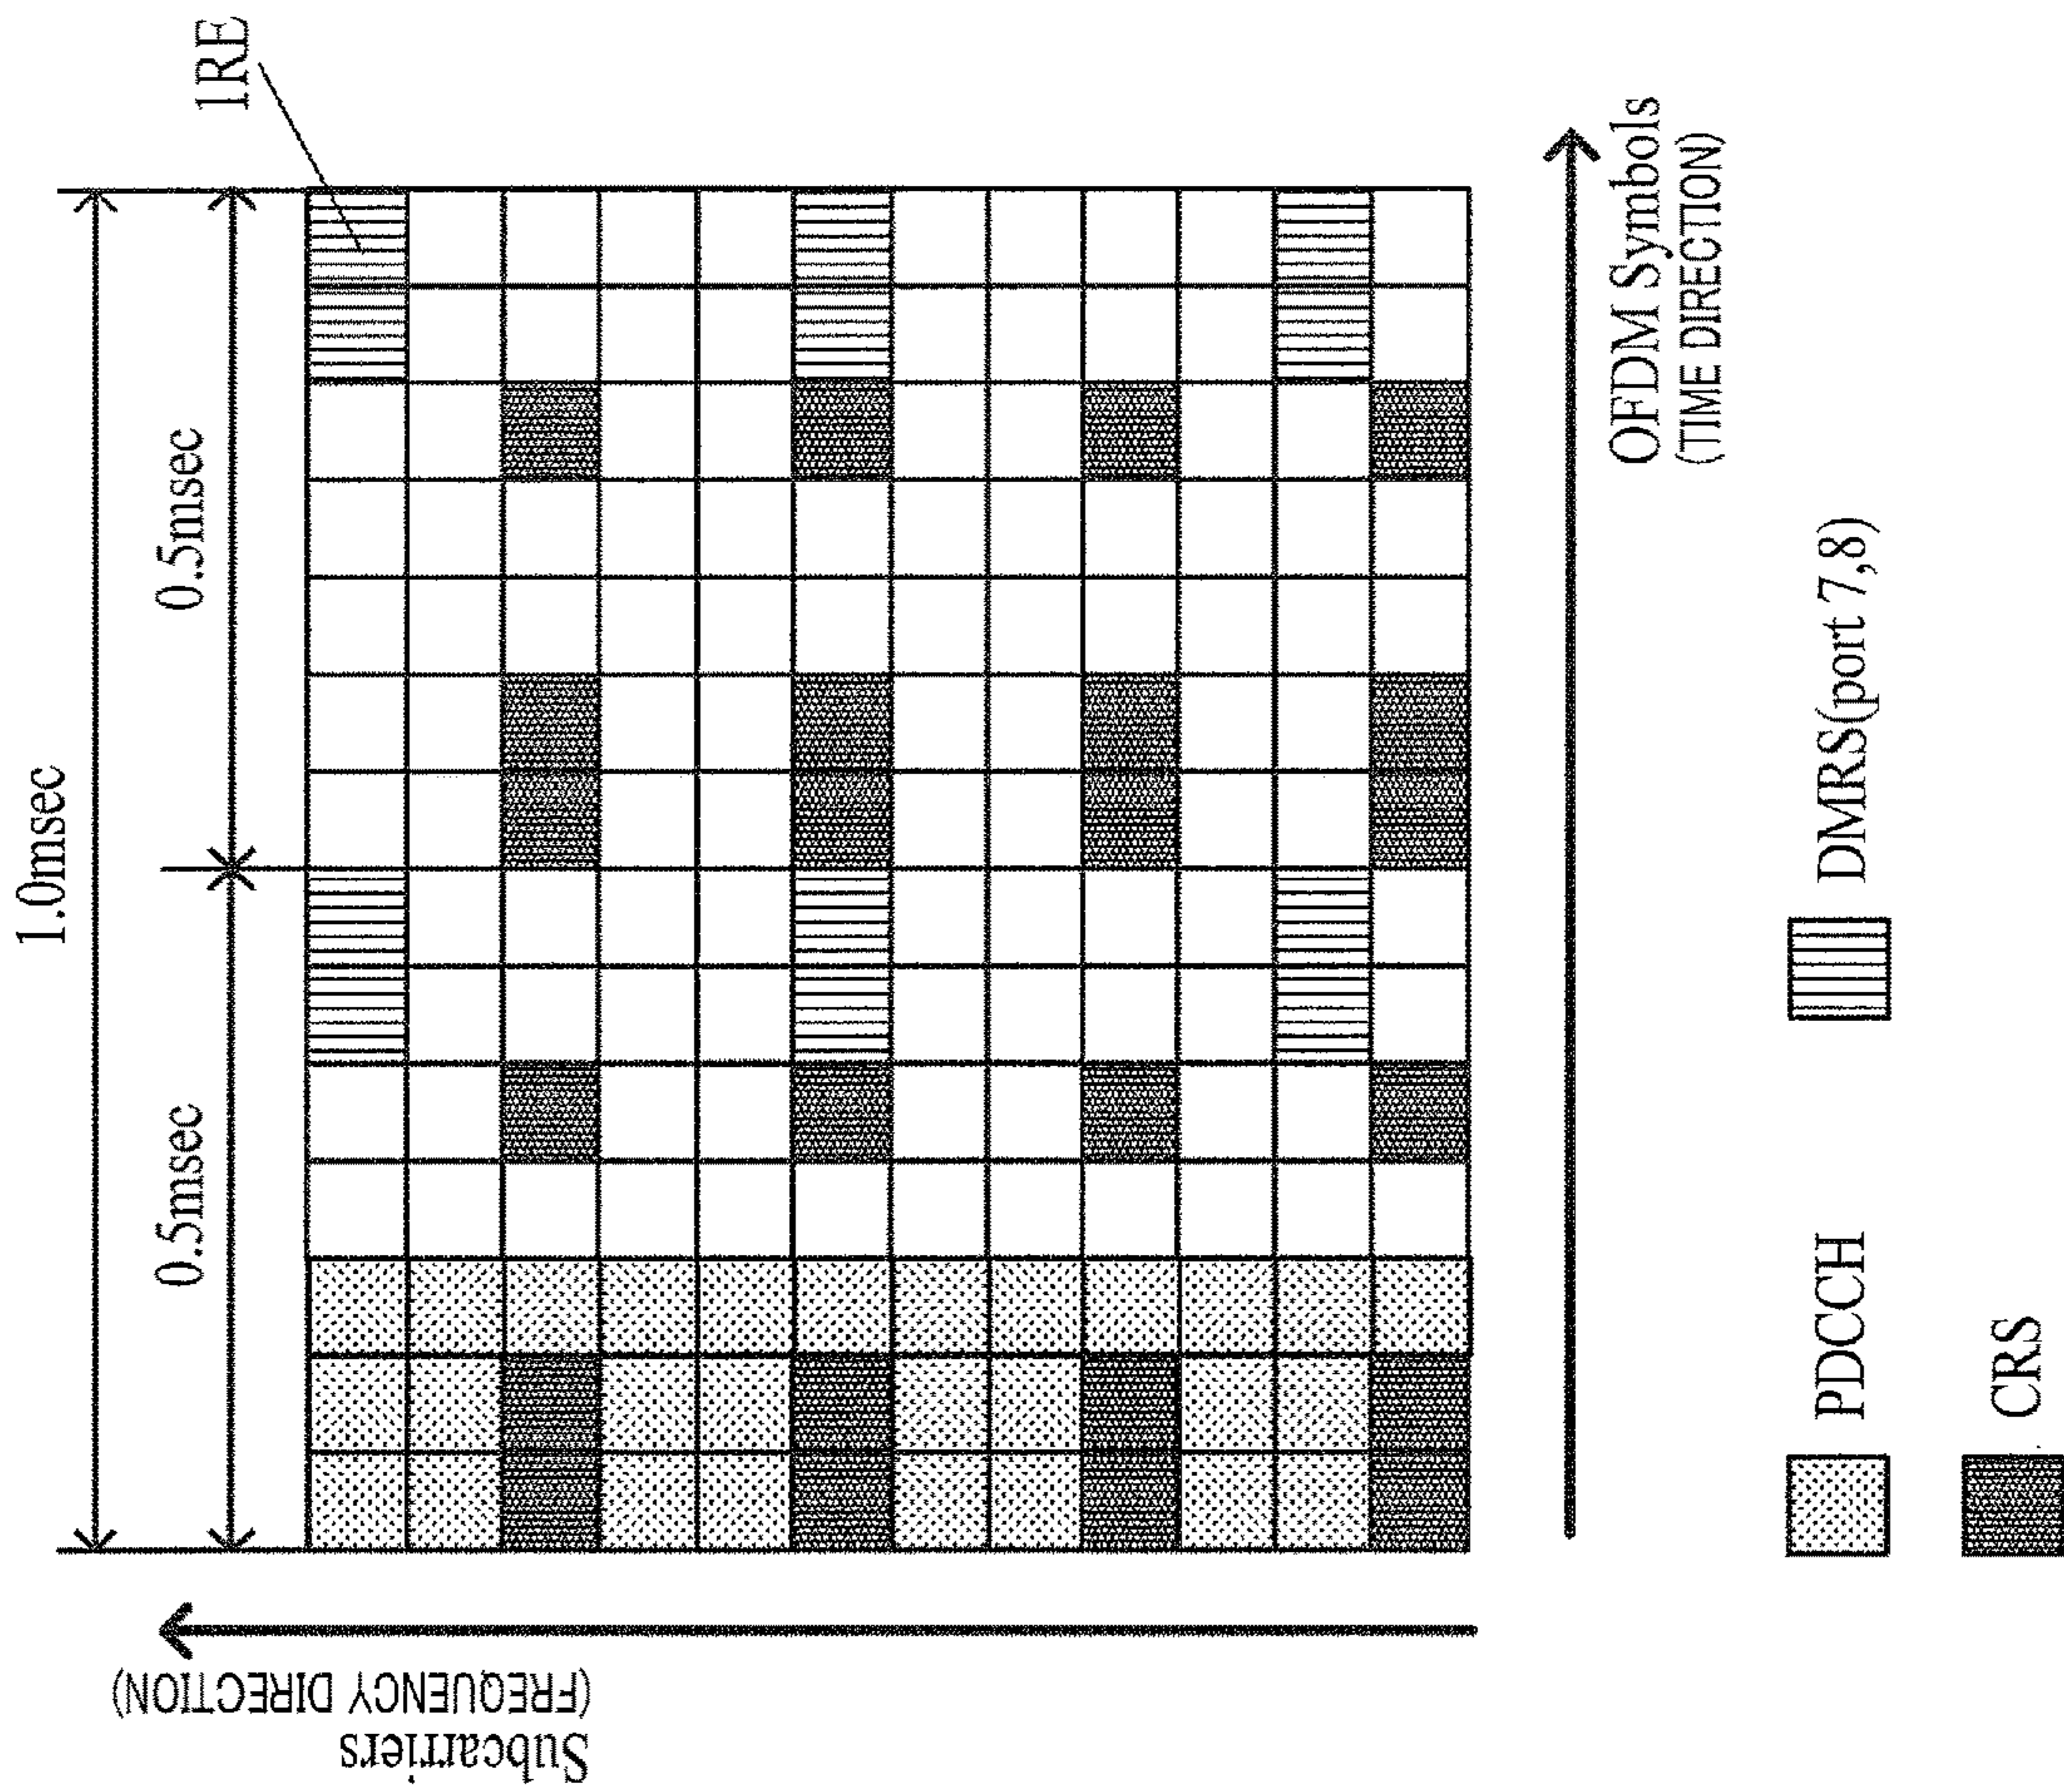 1.0msec
0.5msec
0.5msec
1RE
Subcarriers
(FREQUENCY DIRECTION)
OFDM Symbols
(TIME DIRECTION)
PDCCH
DMRS(port 7,8)
CRS